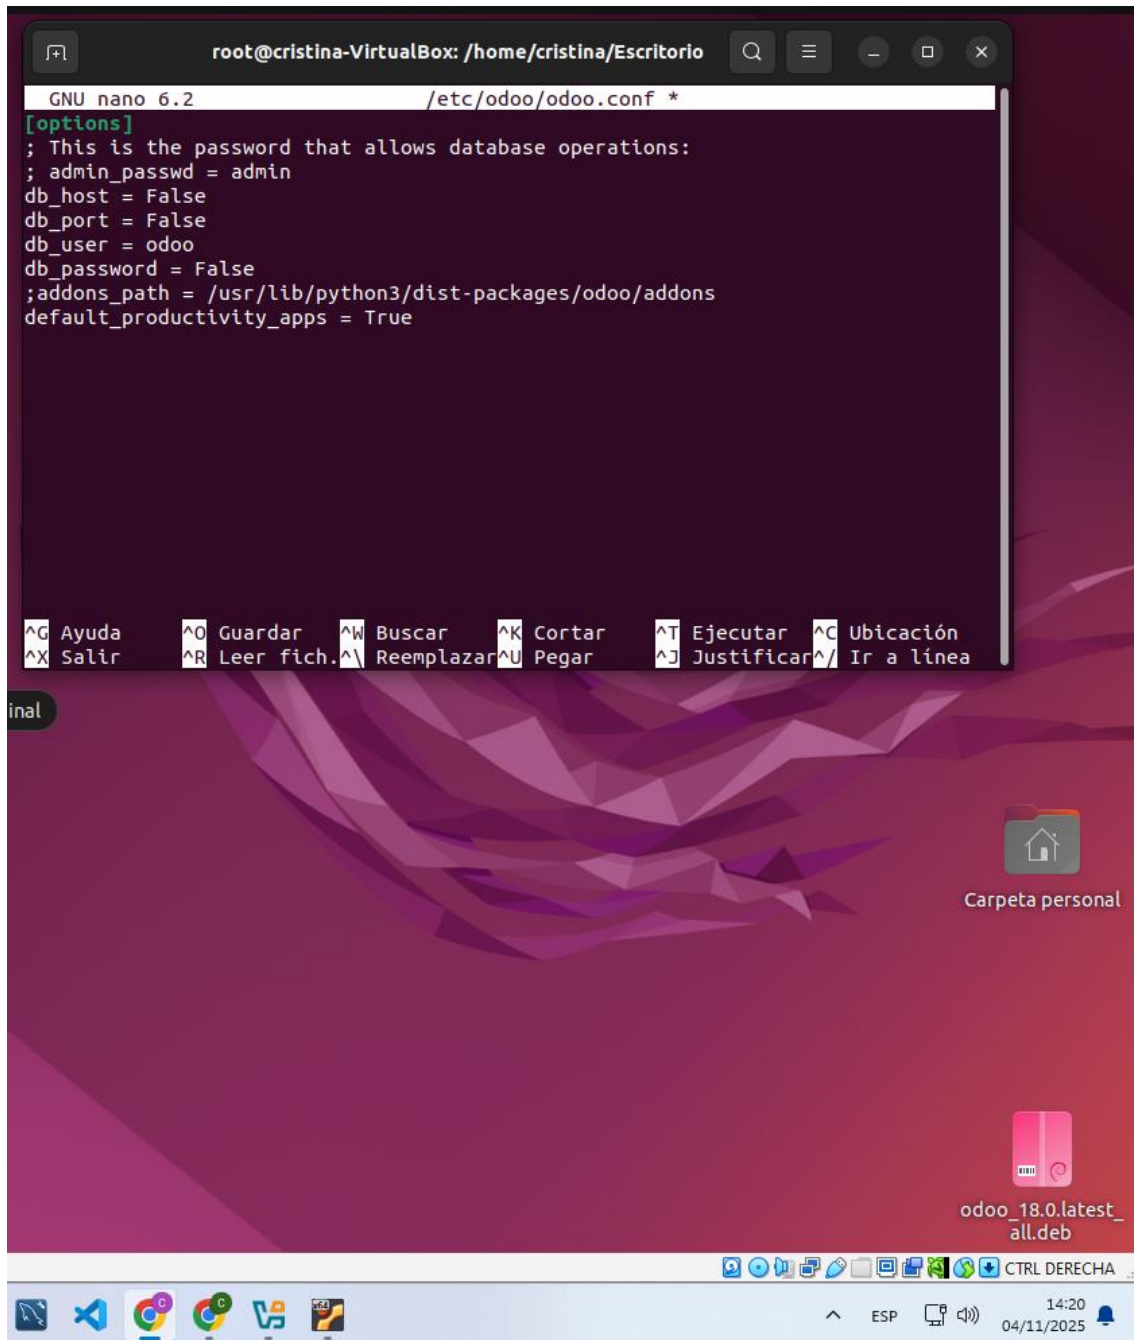 root@cristina-VirtualBox: /home/cristina/Escritorio
GNU nano 6.2 /etc/odoo/odoo.conf *
[options]
; This is the password that allows database operations:
; admin_passwd = admin
db_host = False
db_port = False
db_user = odoo
db_password = False
;addons_path = /usr/lib/python3/dist-packages/odoo/addons
default_productivity_apps = True
^G Ayuda ^O Guardar ^W Buscar ^K Cortar ^T Ejecutar ^C Ubicación
^X Salir ^R Leer fich. ^\ Reemplazar ^U Pegar ^J Justificar ^/ Ir a línea
inal
Carpeta personal
odoo_18.0.latest_
all.deb
CTRL DERECHA
ESP
14:20
04/11/2025